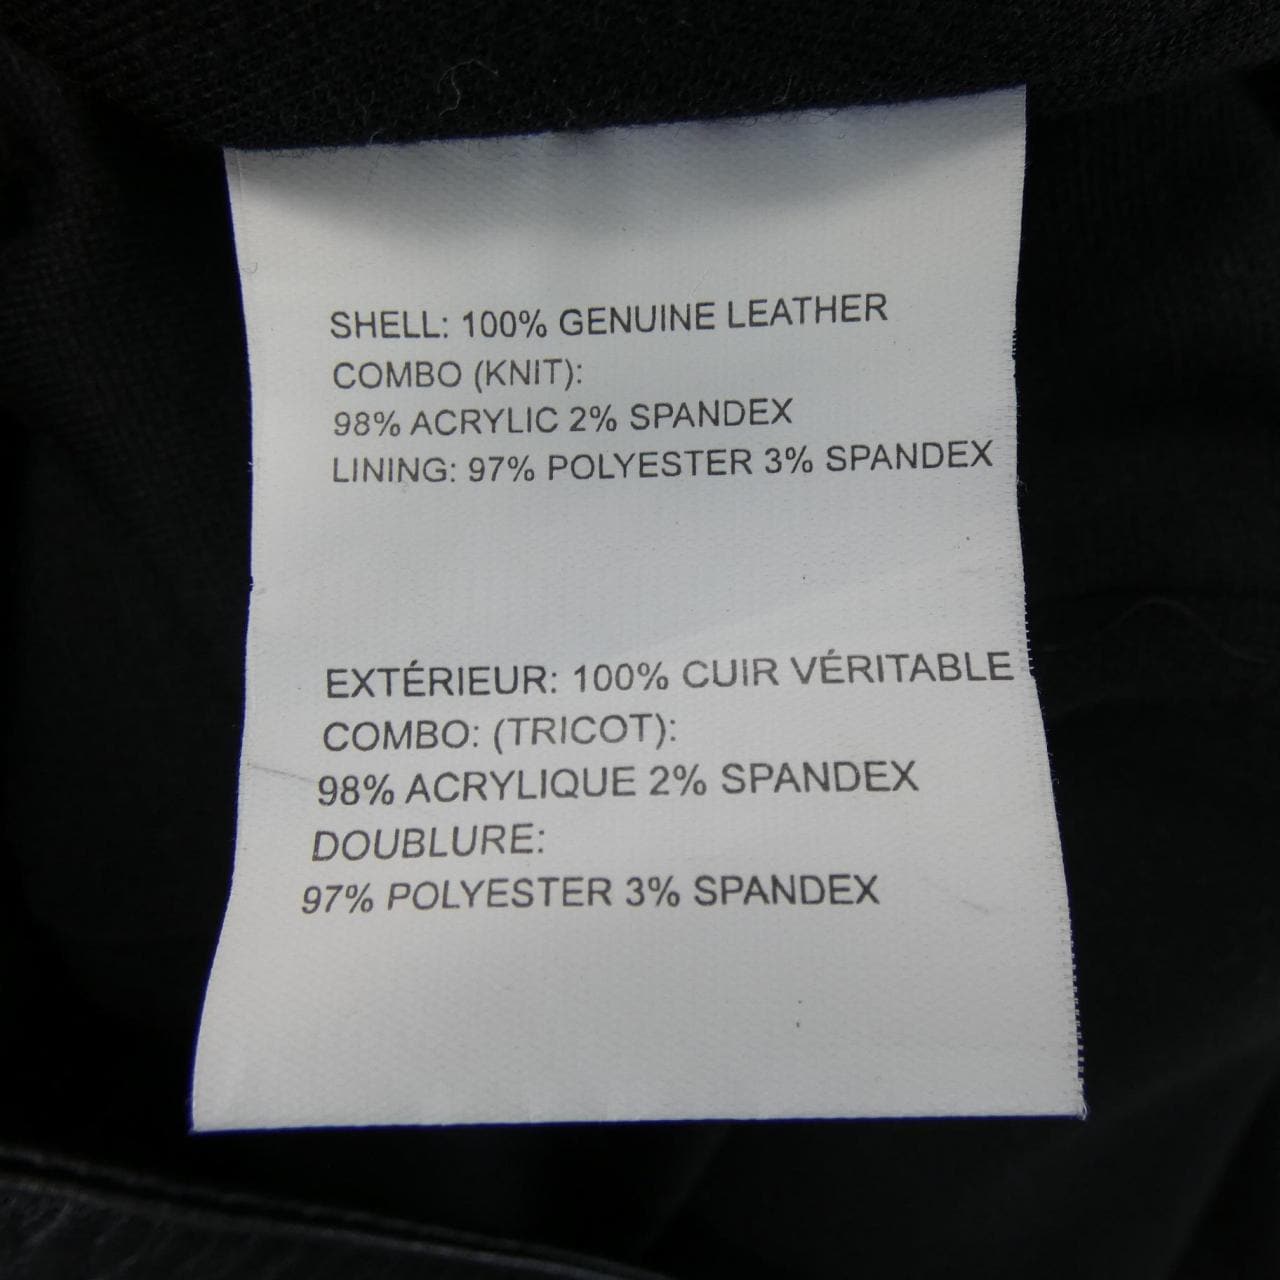 SHELL: 100% GENUINE LEATHER
COMBO (KNIT):
98% ACRYLIC 2% SPANDEX
LINING: 97% POLYESTER 3% SPANDEX
EXTÉRIEUR: 100% CUIR VÉRITABLE
COMBO: (TRICOT):
98% ACRYLIQUE 2% SPANDEX
DOUBLURE:
97% POLYESTER 3% SPANDEX